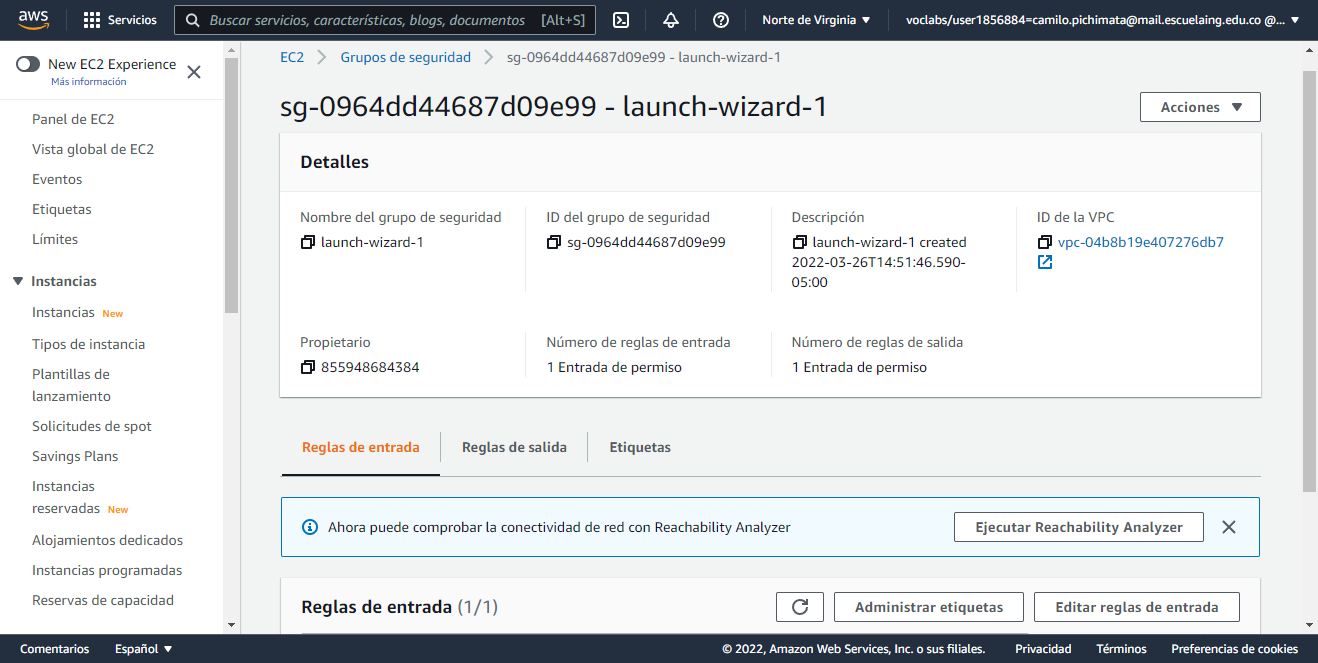 aws
Servicios
Buscar servicios, características, blogs, documentos [Alt+S]
Norte de Virginia
voclabs/user1856884=camilo.pichimata@mail.escuelaing.edu.co @...
New EC2 Experience
Más información
Panel de EC2
Vista global de EC2
Eventos
Etiquetas
Límites
Instancias
Instancias New
Tipos de instancia
Plantillas de
lanzamiento
Solicitudes de spot
Savings Plans
Instancias
reservadas New
Alojamientos dedicados
Instancias programadas
Reservas de capacidad
EC2 > Grupos de seguridad > sg-0964dd44687d09e99 - launch-wizard-1
sg-0964dd44687d09e99 - launch-wizard-1
Acciones
Detalles
Nombre del grupo de seguridad
launch-wizard-1
ID del grupo de seguridad
sg-0964dd44687d09e99
Descripción
launch-wizard-1 created
2022-03-26T14:51:46.590-
05:00
ID de la VPC
vpc-04b8b19e407276db7
Propietario
855948684384
Número de reglas de entrada
1 Entrada de permiso
Número de reglas de salida
1 Entrada de permiso
Reglas de entrada
Reglas de salida
Etiquetas
Ahora puede comprobar la conectividad de red con Reachability Analyzer
Ejecutar Reachability Analyzer
Reglas de entrada (1/1)
Administrar etiquetas
Editar reglas de entrada
Comentarios
Español
© 2022, Amazon Web Services, Inc. o sus filiales.
Privacidad
Términos
Preferencias de cookies